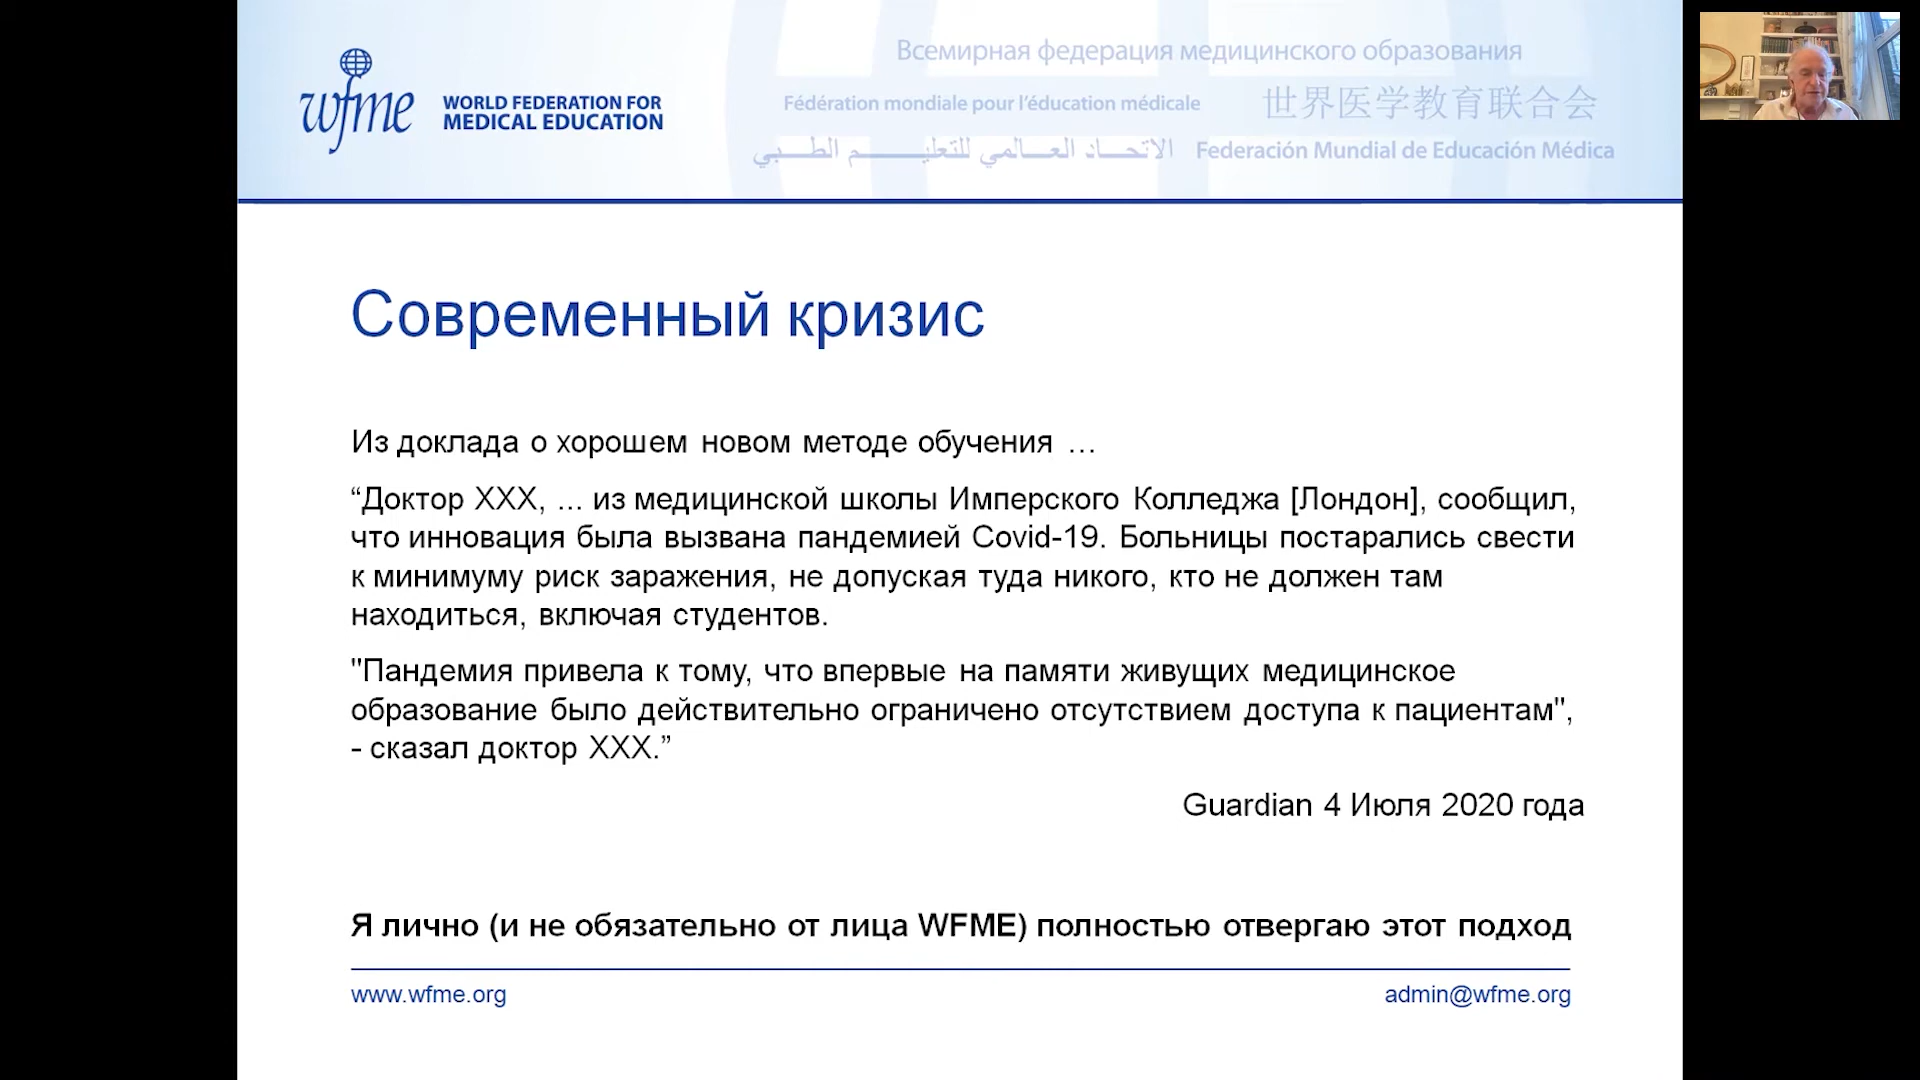 wfme
WORLD FEDERATION FOR
MEDICAL EDUCATION
Всемирная федерация медицинского образования
Fédération mondiale pour l'éducation médicale
世界医学教育联合会
الاتحـــاد العـــالمي للتعليـــــــم الطـــبي
Federación Mundial de Educación Médica
Современный кризис
Из доклада о хорошем новом методе обучения …
“Доктор XXX, ... из медицинской школы Имперского Колледжа [Лондон], сообщил,
что инновация была вызвана пандемией Covid-19. Больницы постарались свести
к минимуму риск заражения, не допуская туда никого, кто не должен там
находиться, включая студентов.
"Пандемия привела к тому, что впервые на памяти живущих медицинское
образование было действительно ограничено отсутствием доступа к пациентам",
- сказал доктор XXX.”
Guardian 4 Июля 2020 года
Я лично (и не обязательно от лица WFME) полностью отвергаю этот подход
www.wfme.org
admin@wfme.org